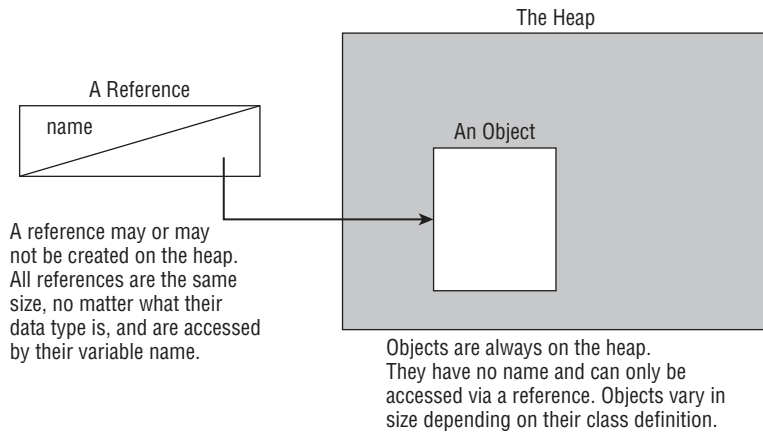 The Heap
A Reference
name
An Object
A reference may or may
not be created on the heap.
All references are the same
size, no matter what their
data type is, and are accessed
by their variable name.
Objects are always on the heap.
They have no name and can only be
accessed via a reference. Objects vary in
size depending on their class definition.